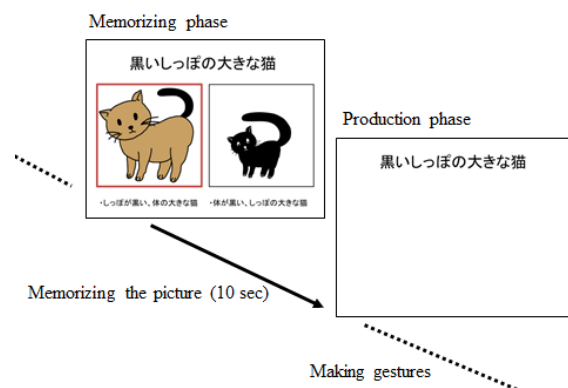 Memorizing phase
黒いしっぽの大きな猫
・しっぽが黒い、体の大きな猫
・体が黒い、しっぽの大きな猫
Production phase
黒いしっぽの大きな猫
Memorizing the picture (10 sec)
Making gestures